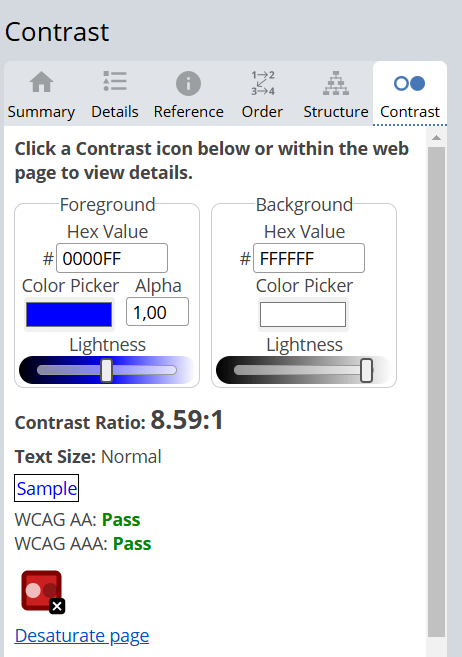 Contrast
Summary Details Reference Order Structure Contrast
1→2
3→4
Click a Contrast icon below or within the web
page to view details.
Foreground
Hex Value
# 0000FF
Color Picker Alpha
1,00
Lightness
Background
Hex Value
# FFFFFF
Color Picker
Lightness
Contrast Ratio: 8.59:1
Text Size: Normal
Sample
WCAG AA: Pass
WCAG AAA: Pass
Desaturate page